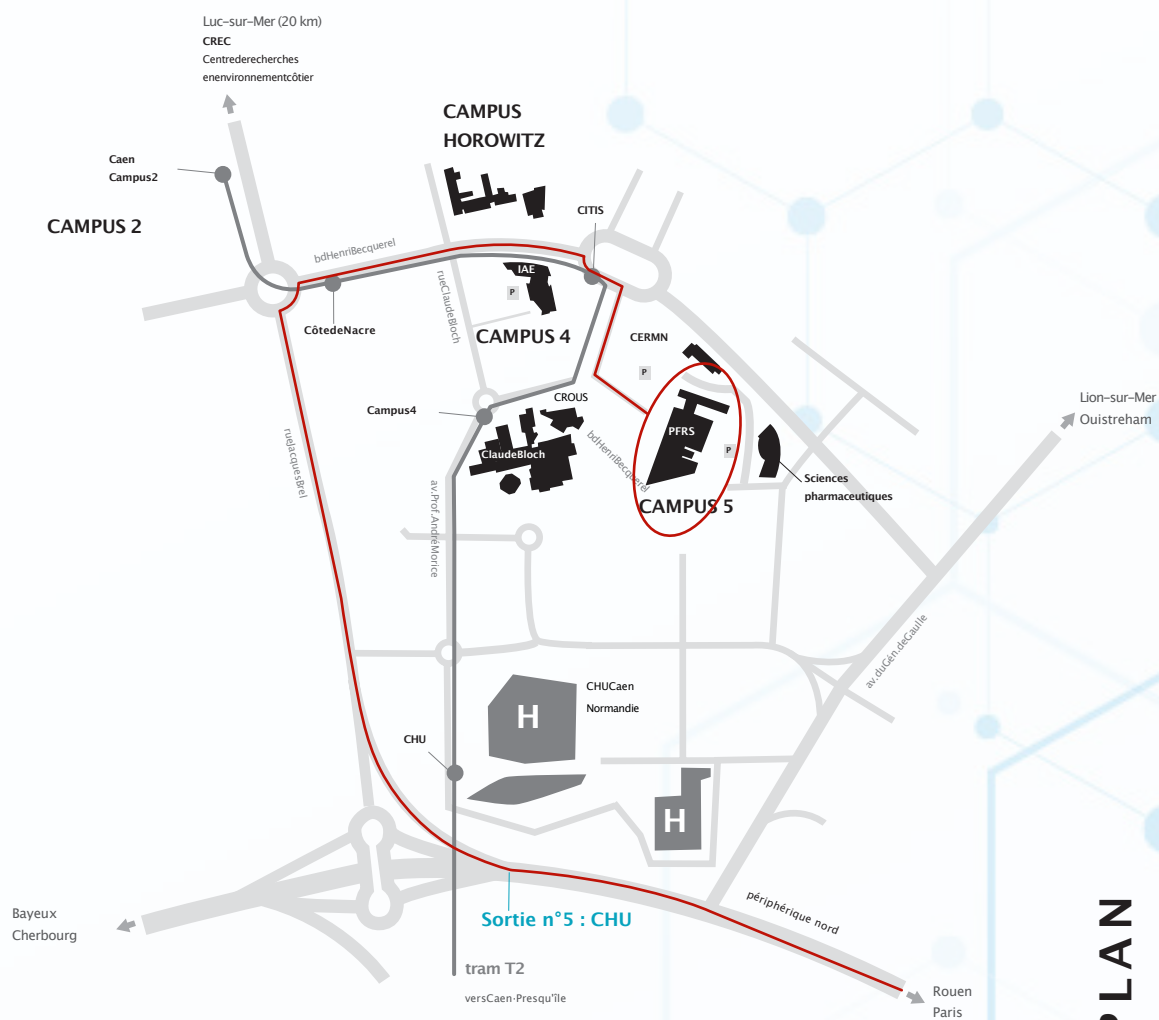 Luc-sur-Mer (20 km)
CREC
Centrederecherches
enenvironnementcôtier
CAMPUS
HOROWITZ
Caen
Campus2
CAMPUS 2
CITIS
bdHenriBecquerel
IAE
P
rueClaudeBloch
CôtedeNacre
CAMPUS 4
CERMN
P
CROUS
Campus4
Lion-sur-Mer
Ouistreham
PFRS
P
ClaudeBloch
bdHenriBecquerel
rueJacquesBrel
Sciences
pharmaceutiques
CAMPUS 5
av.Prof.AndréMorice
av.duGén.deGaulle
CHUCaen
Normandie
H
CHU
H
Sortie n°5 : CHU
périphérique nord
Bayeux
Cherbourg
tram T2
versCaen·Presqu'île
Rouen
Paris
PLAN